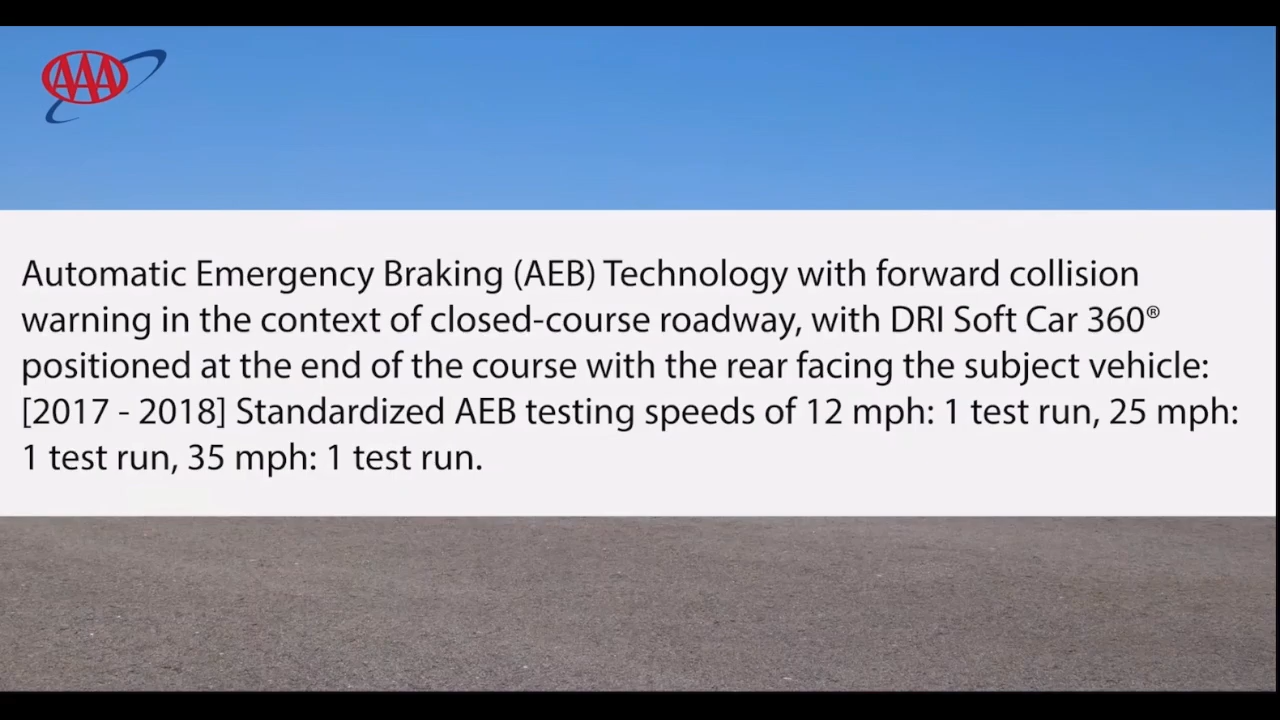 AAA
Automatic Emergency Braking (AEB) Technology with forward collision
warning in the context of closed-course roadway, with DRI Soft Car 360®
positioned at the end of the course with the rear facing the subject vehicle:
[2017 - 2018] Standardized AEB testing speeds of 12 mph: 1 test run, 25 mph:
1 test run, 35 mph: 1 test run.